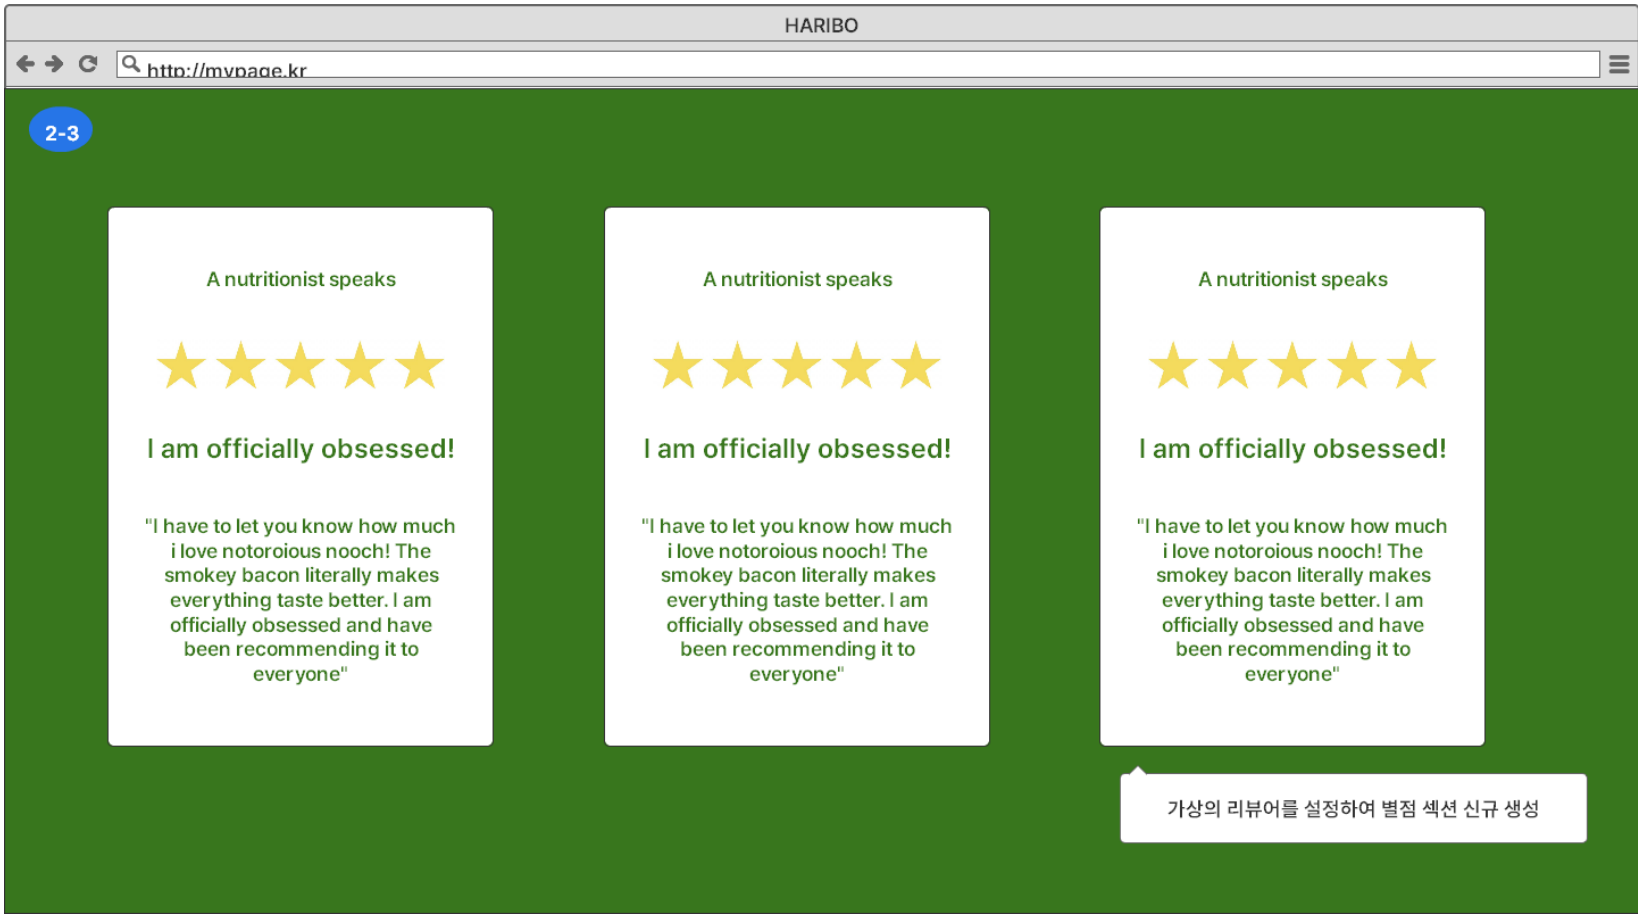 HARIBO
http://mypage.kr
2-3
A nutritionist speaks
I am officially obsessed!
"I have to let you know how much
i love notoroious nooch! The
smokey bacon literally makes
everything taste better. I am
officially obsessed and have
been recommending it to
everyone"
A nutritionist speaks
I am officially obsessed!
"I have to let you know how much
i love notoroious nooch! The
smokey bacon literally makes
everything taste better. I am
officially obsessed and have
been recommending it to
everyone"
A nutritionist speaks
I am officially obsessed!
"I have to let you know how much
i love notoroious nooch! The
smokey bacon literally makes
everything taste better. I am
officially obsessed and have
been recommending it to
everyone"
가상의 리뷰어를 설정하여 별점 섹션 신규 생성